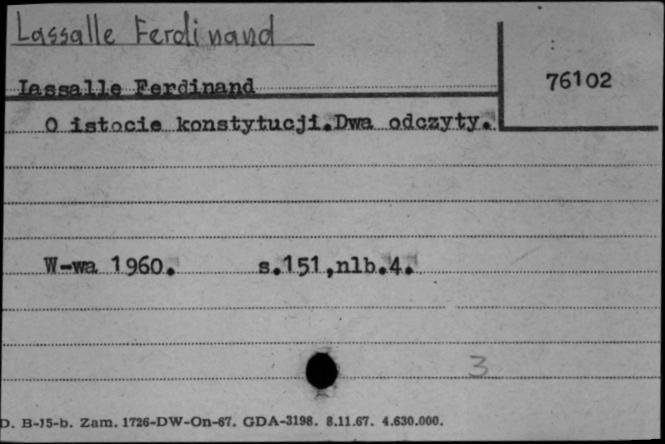 Lassalle Ferdinand
Lassalle Ferdinand
76102
O istocie konstytucji.Dwa odczyty.
W-wa 1960. s.151,nlb.4.
3
D. B-15-b. Zam. 1726-DW-On-67. GDA-3198. 8.11.67. 4.630.000.